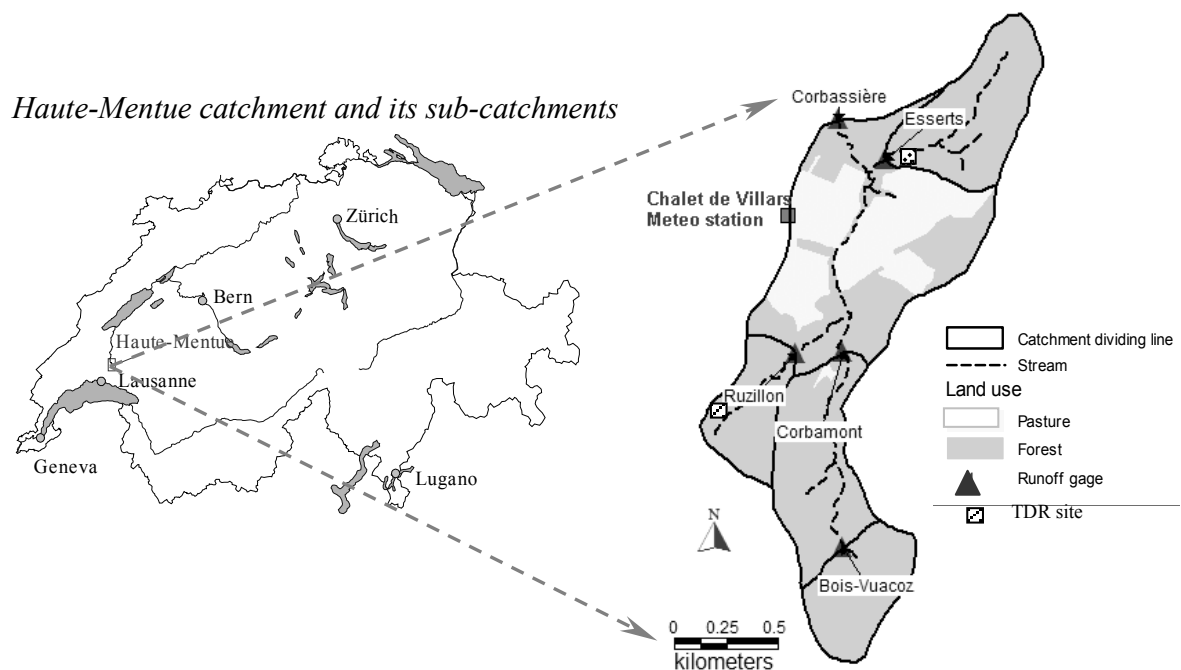 Haute-Mentue catchment and its sub-catchments
Zürich
Bern
Haute-Mentue
Lausanne
Geneva
Lugano
Corbassière
Esserts
Chalet de Villars
Meteo station
Ruzillon
Corbamont
Bois-Vuacoz
N
0 0.25 0.5
kilometers
Catchment dividing line
Stream
Land use
Pasture
Forest
Runoff gage
TDR site